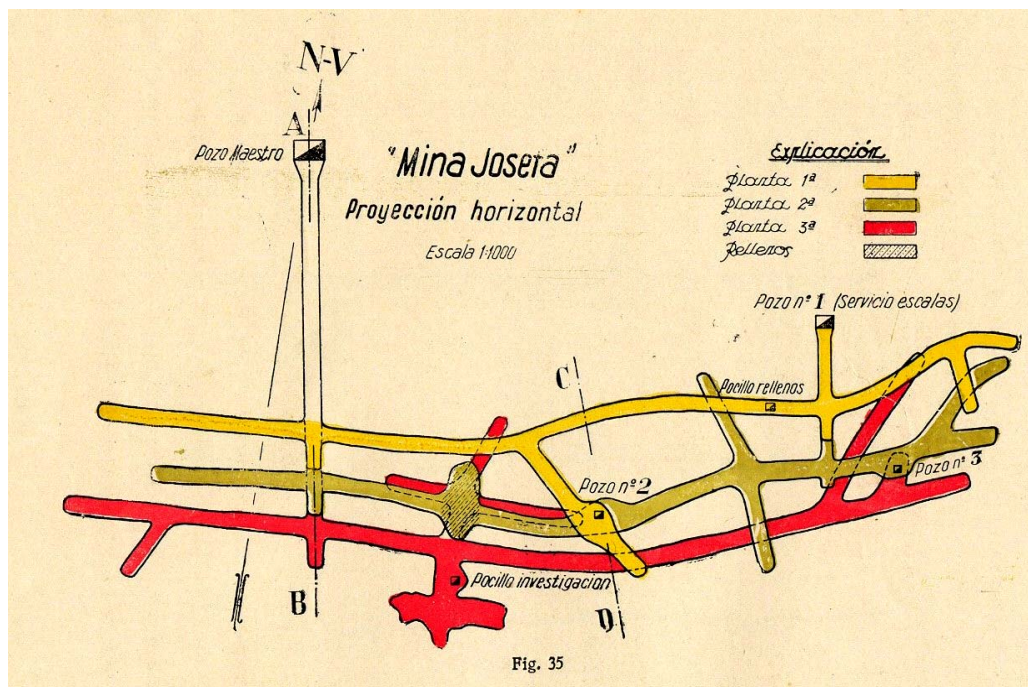 N-V
A
Pozo Maestro
"Mina Josefa"
Proyección horizontal
Escala 1:1000
Explicación
Planta 1ª
Planta 2ª
Planta 3ª
Rellenos
Pozo nº 1 (Servicio escalas)
C
Pocillo rellenos
Pozo nº 2
Pozo nº 3
Pocillo investigacion
B
D
Fig. 35